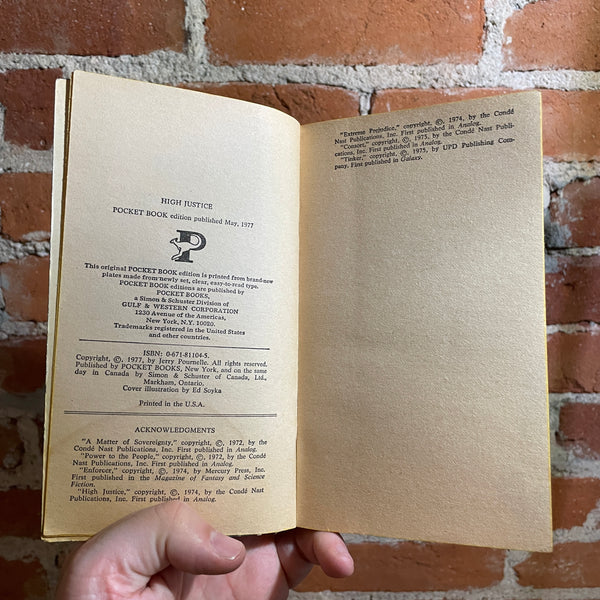 HIGH JUSTICE
POCKET BOOK edition published May, 1977
P
This original POCKET BOOK edition is printed from brand-new
plates made from newly set, clear, easy-to-read type.
POCKET BOOK editions are published by
POCKET BOOKS,
a Simon & Schuster Division of
GULF & WESTERN CORPORATION
1230 Avenue of the Americas,
New York, N.Y. 10020.
Trademarks registered in the United States
and other countries.
ISBN: 0-671-81104-5.
Copyright, ©, 1977, by Jerry Pournelle. All rights reserved.
Published by POCKET BOOKS, New York, and on the same
day in Canada by Simon & Schuster of Canada, Ltd.,
Markham, Ontario.
Cover illustration by Ed Soyka
Printed in the U.S.A.
ACKNOWLEDGMENTS
"A Matter of Sovereignty," copyright, ©, 1972, by the
Condé Nast Publications, Inc. First published in Analog.
"Power to the People," copyright, ©, 1972, by the
Condé Nast Publications, Inc. First published in Analog.
"Enforcer," copyright, ©, 1974, by Mercury Press, Inc.
First published in the Magazine of Fantasy and Science
Fiction.
"High Justice," copyright, ©, 1974, by the Condé Nast
Publications, Inc. First published in Analog.
"Extreme Prejudice," copyright, ©, 1974, by the Condé
Nast Publications, Inc. First published in Analog.
"Consort," copyright, ©, 1975, by the Condé Nast Publi-
cations, Inc. First published in Analog.
"Tinker," copyright, ©, 1975, by UPD Publishing Com-
pany. First published in Galaxy.